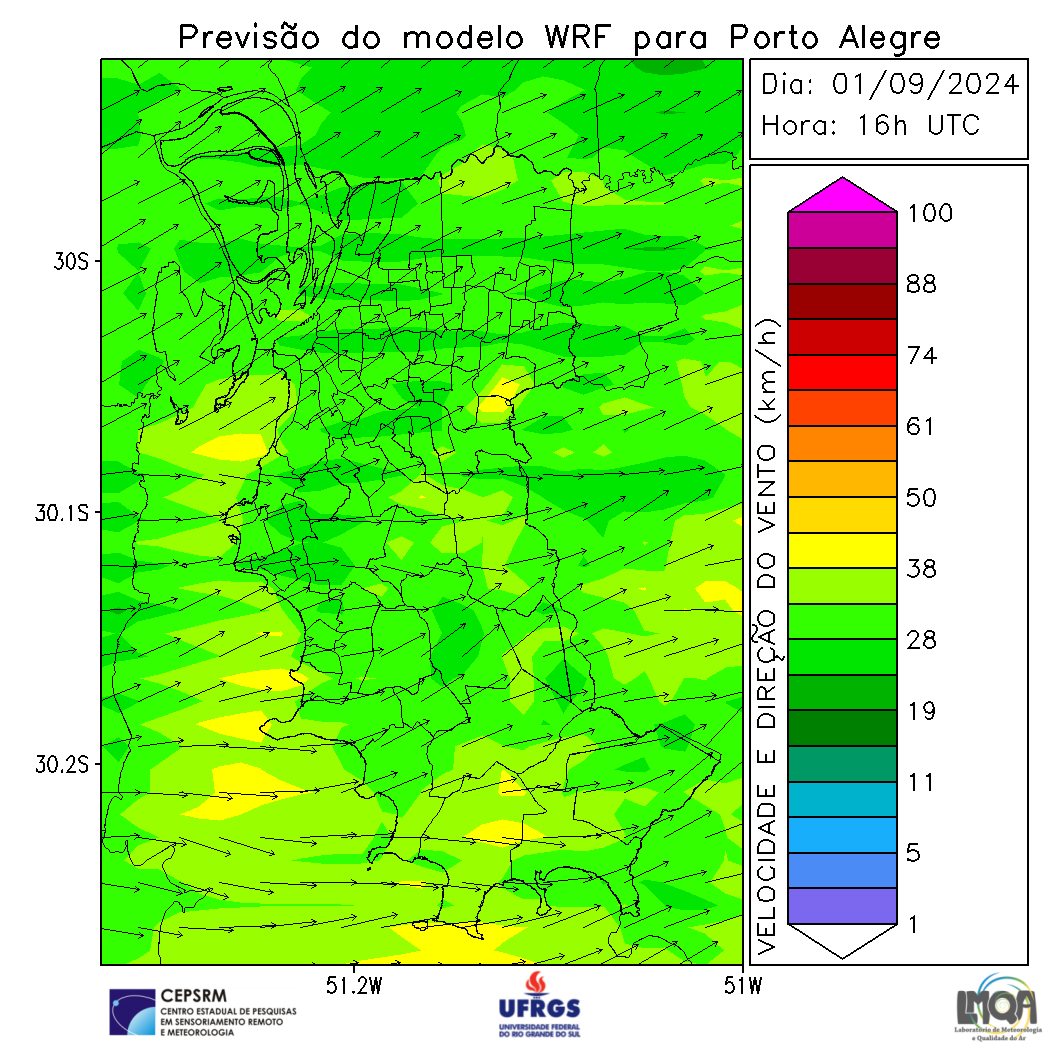 Previsão do modelo WRF para Porto Alegre
Dia: 01/09/2024
Hora: 16h UTC
30S
30.1S
30.2S
51.2W
51W
VELOCIDADE E DIREÇÃO DO VENTO (km/h)
100
88
74
61
50
38
28
19
11
5
1
CEPSRM
CENTRO ESTADUAL DE PESQUISAS
EM SENSORIAMENTO REMOTO
E METEOROLOGIA
UFRGS
UNIVERSIDADE FEDERAL
DO RIO GRANDE DO SUL
LMQA
Laboratório de Meteorologia
e Qualidade do Ar